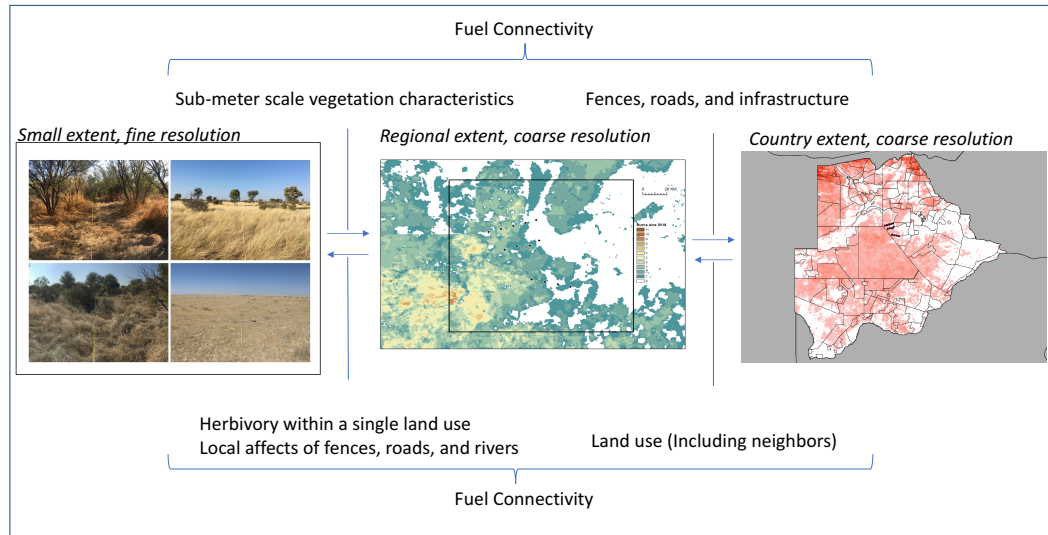 Fuel Connectivity
Sub-meter scale vegetation characteristics
Fences, roads, and infrastructure
Small extent, fine resolution
Regional extent, coarse resolution
Country extent, coarse resolution
Herbivory within a single land use
Local affects of fences, roads, and rivers
Land use (Including neighbors)
Fuel Connectivity